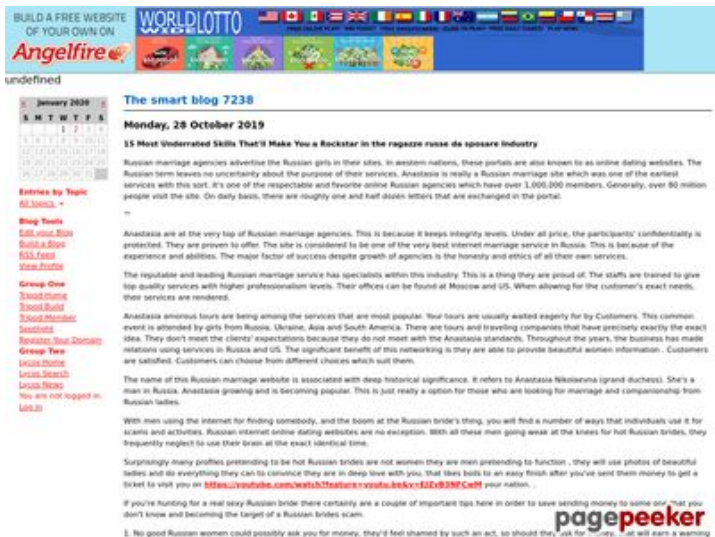 BUILD A FREE WEBSITE
OF YOUR OWN ON
Angelfire
WORLD LOTTO
WIDE
undefined
« January 2020 »
S M T W T F S
1 2 3 4
Entries by Topic
All topics
Blog Tools
Edit your Blog
Build a Blog
RSS Feed
View Profile
Group One
Tripod Home
Tripod Build
Tripod Member
Spotlight
Register Your Domain
Group Two
Lycos Home
Lycos Search
Lycos News
You are not logged in.
Log in
The smart blog 7238
Monday, 28 October 2019
15 Most Underrated Skills That'll Make You a Rockstar in the ragazze russe da sposare Industry
Russian marriage agencies advertise the Russian girls in their sites. In western nations, these portals are also known to as online dating websites. The
Russian term leaves no uncertainty about the purpose of their services. Anastasia is really a Russian marriage site which was one of the earliest
services with this sort. It's one of the respectable and favorite online Russian agencies which have over 1,000,000 members. Generally, over 80 million
people visit the site. On daily basis, there are roughly one and half dozen letters that are exchanged in the portal.
""
Anastasia are at the very top of Russian marriage agencies. This is because it keeps integrity levels. Under all price, the participants' confidentiality is
protected. They are proven to offer. The site is considered to be one of the very best internet marriage service in Russia. This is because of the
experience and abilities. The major factor of success despite growth of agencies is the honesty and ethics of all their own services.
The reputable and leading Russian marriage service has specialists within this industry. This is a thing they are proud of. The staffs are trained to give
top quality services with higher professionalism levels. Their offices can be found at Moscow and US. When allowing for the customer's exact needs,
their services are rendered.
Anastasia amorous tours are being among the services that are most popular. Your tours are usually waited eagerly for by Customers. This common
event is attended by girls from Russia, Ukraine, Asia and South America. There are tours and traveling companies that have precisely exactly the exact
idea. They don't meet the clients' expectations because they do not meet with the Anastasia standards. Throughout the years, the business has made
relations using services in Russia and US. The significant benefit of this networking is they are able to provide beautiful women information . Customers
are satisfied. Customers can choose from different choices which suit them.
The name of this Russian marriage website is associated with deep historical significance. It refers to Anastasia Nikolaevna (grand duchess). She's a
man in Russia. Anastasia growing and is becoming popular. This is just really a option for those who are looking for marriage and companionship from
Russian ladies.
With men using the internet for finding somebody, and the boom at the Russian bride's thing, you will find a number of ways that individuals use it for
scams and activities. Russian internet online dating websites are no exception. With all these men going weak at the knees for hot Russian brides, they
frequently neglect to use their brain at the exact identical time.
Surprisingly many profiles pretending to be hot Russian brides are not women they are men pretending to function , they will use photos of beautiful
ladies and do everything they can to convince they are in deep love with you, that likes boils to an easy finish after you've sent them money to get a
ticket to visit you on https://youtube.com/watch?feature=youtu.be&v=EJZvB3NPCwM your nation. .
If you're hunting for a real sexy Russian bride there certainly are a couple of important tips here in order to save sending money to some one that you
don't know and becoming the target of a Russian brides scam.
1. No good Russian women could possibly ask you for money, they'd feel shamed by such an act, so should they ask for money, that will earn a warning
pagepeeker